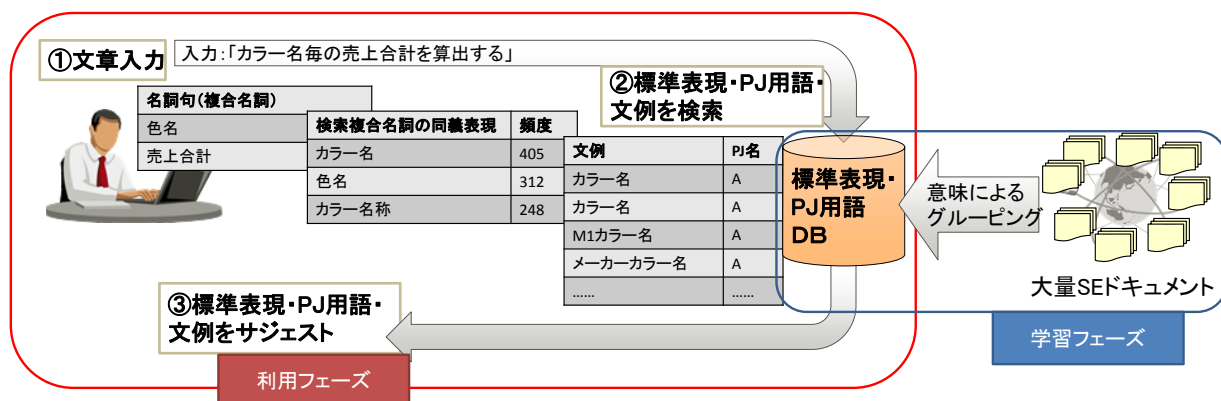 ①文章入力
入力:「カラー名毎の売上合計を算出する」
②標準表現・PJ用語・
文例を検索
名詞句(複合名詞)
色名
売上合計
検索複合名詞の同義表現 頻度
カラー名 405
色名 312
カラー名称 248
文例 PJ名
カラー名 A
カラー名 A
M1カラー名 A
メーカーカラー名 A
…… ……
標準表現・
PJ用語
DB
意味による
グルーピング
大量SEドキュメント
③標準表現・PJ用語・
文例をサジェスト
利用フェーズ
学習フェーズ